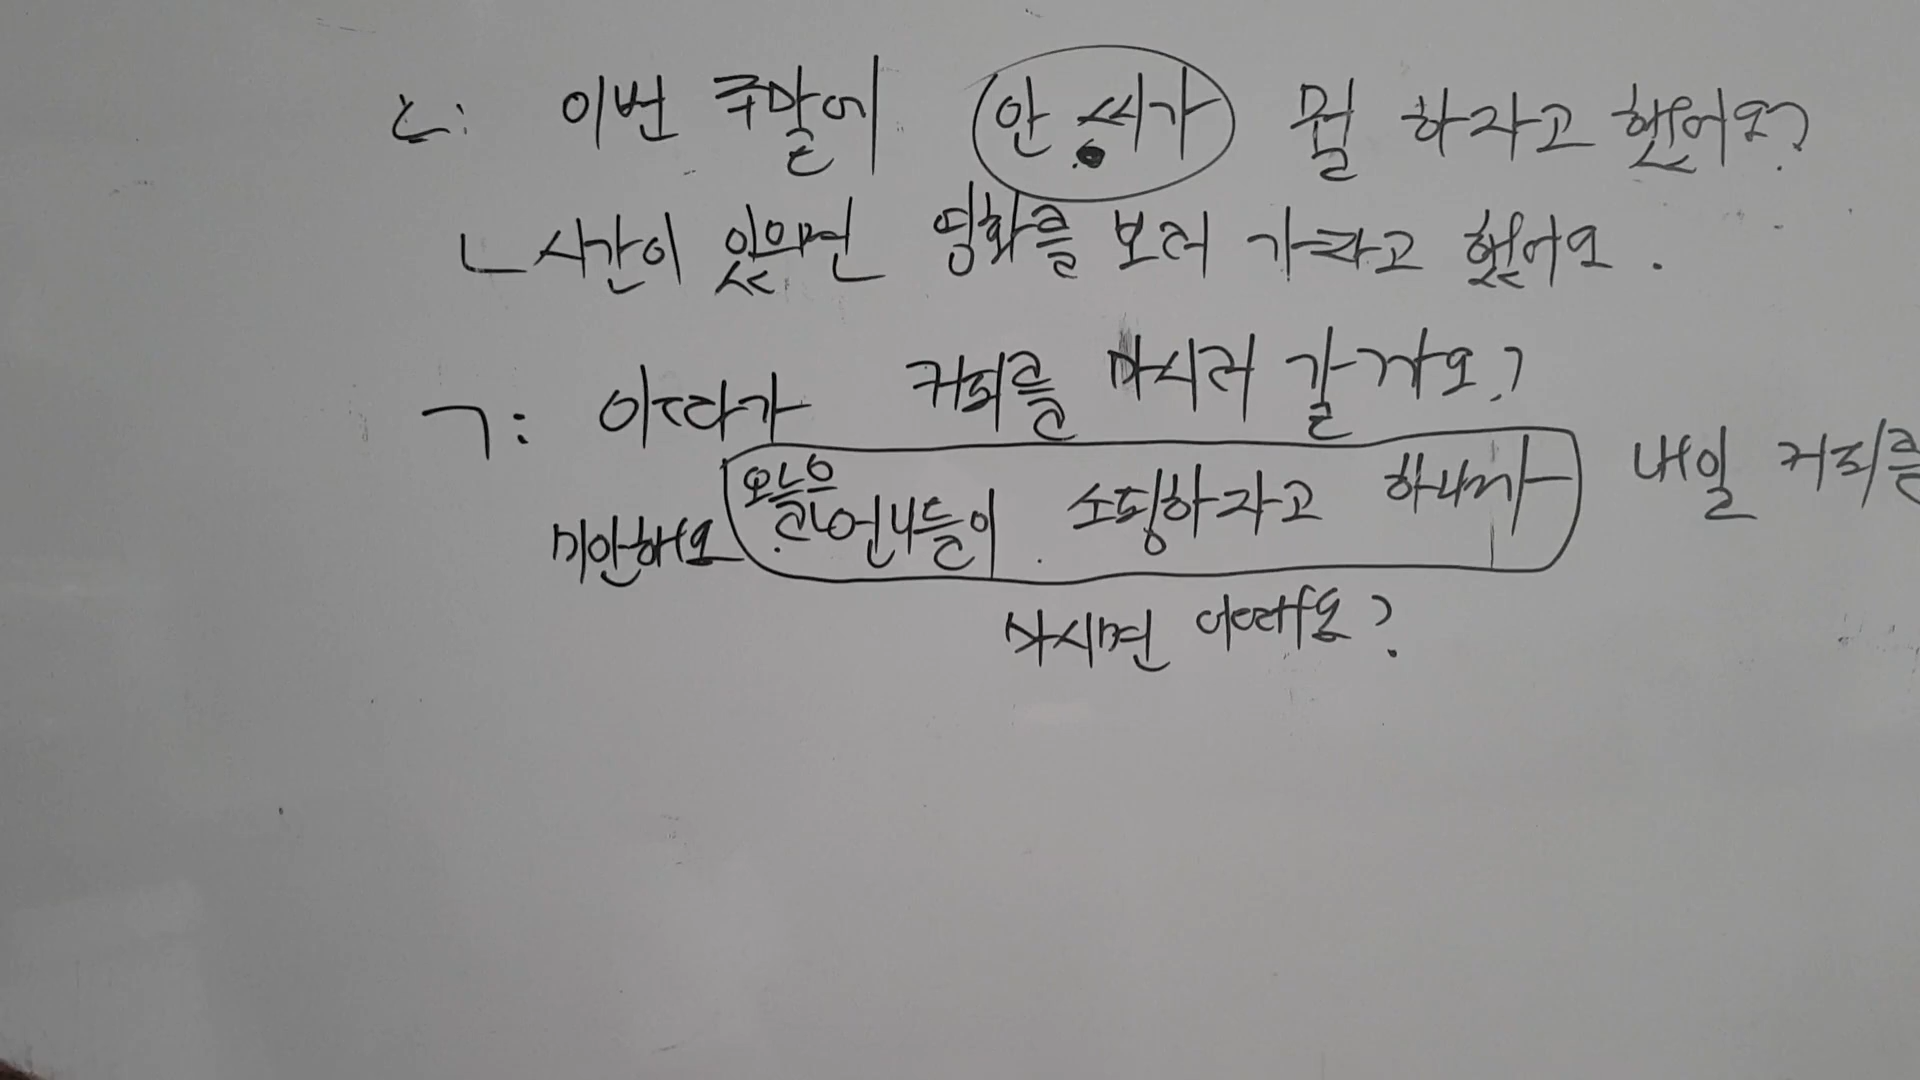 ㄷ: 이번 주말에 안 씨가 뭘 하자고 했어요?
ㄴ 시간이 있으면 영화를 보러 가자고 했어요.
ㄱ: 이따가 커피를 마시러 갈까요?
미안해요 오늘은 언니들이 쇼핑하자고 하니까 내일 커피를
마시면 어때요?